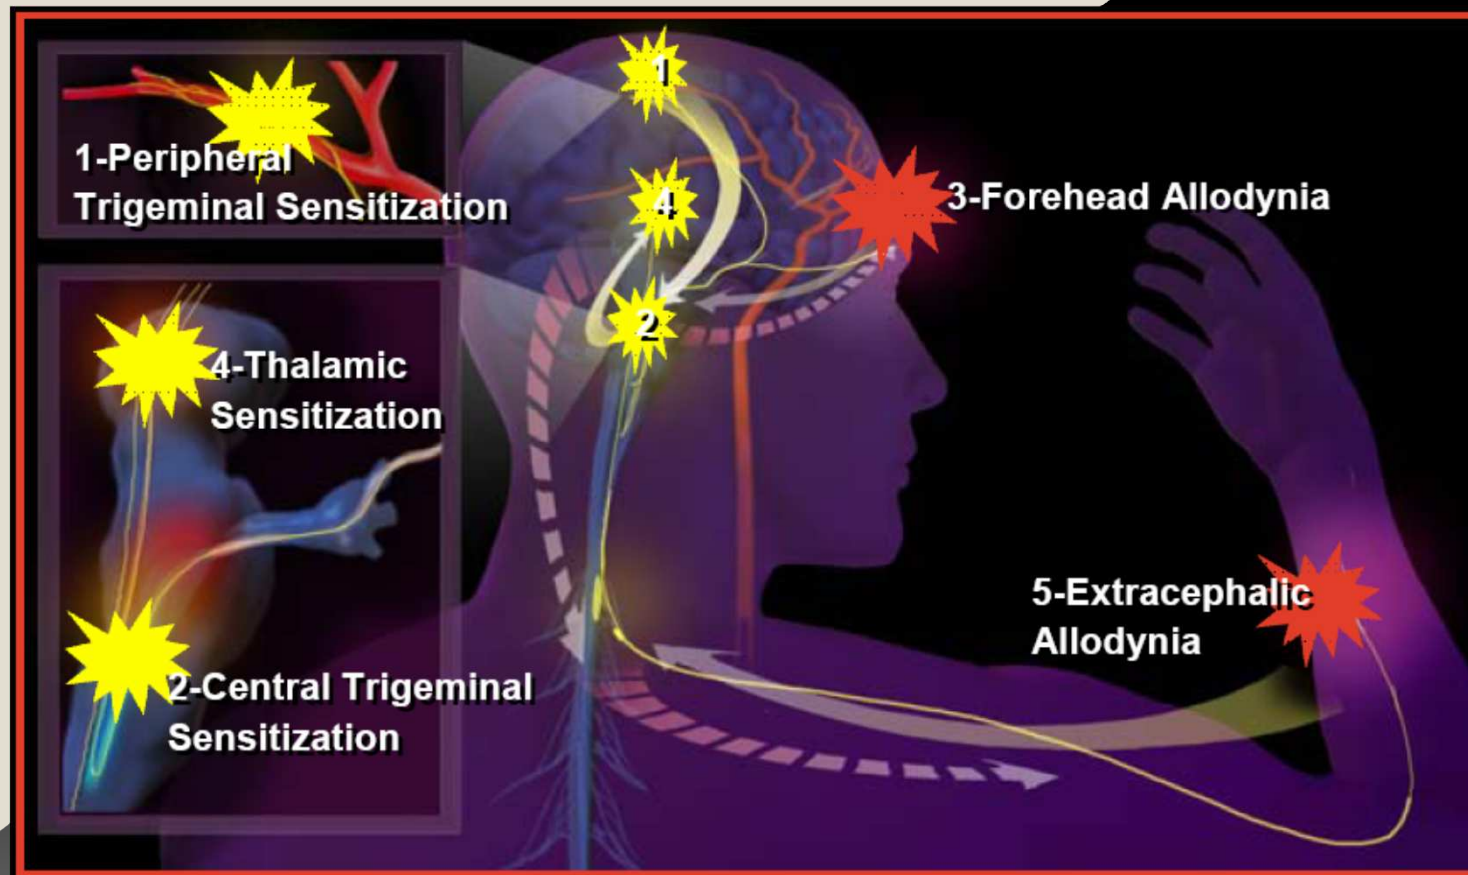 1-Peripheral
Trigeminal Sensitization
1
4
2
3-Forehead Allodynia
4-Thalamic
Sensitization
2-Central Trigeminal
Sensitization
5-Extracephalic
Allodynia